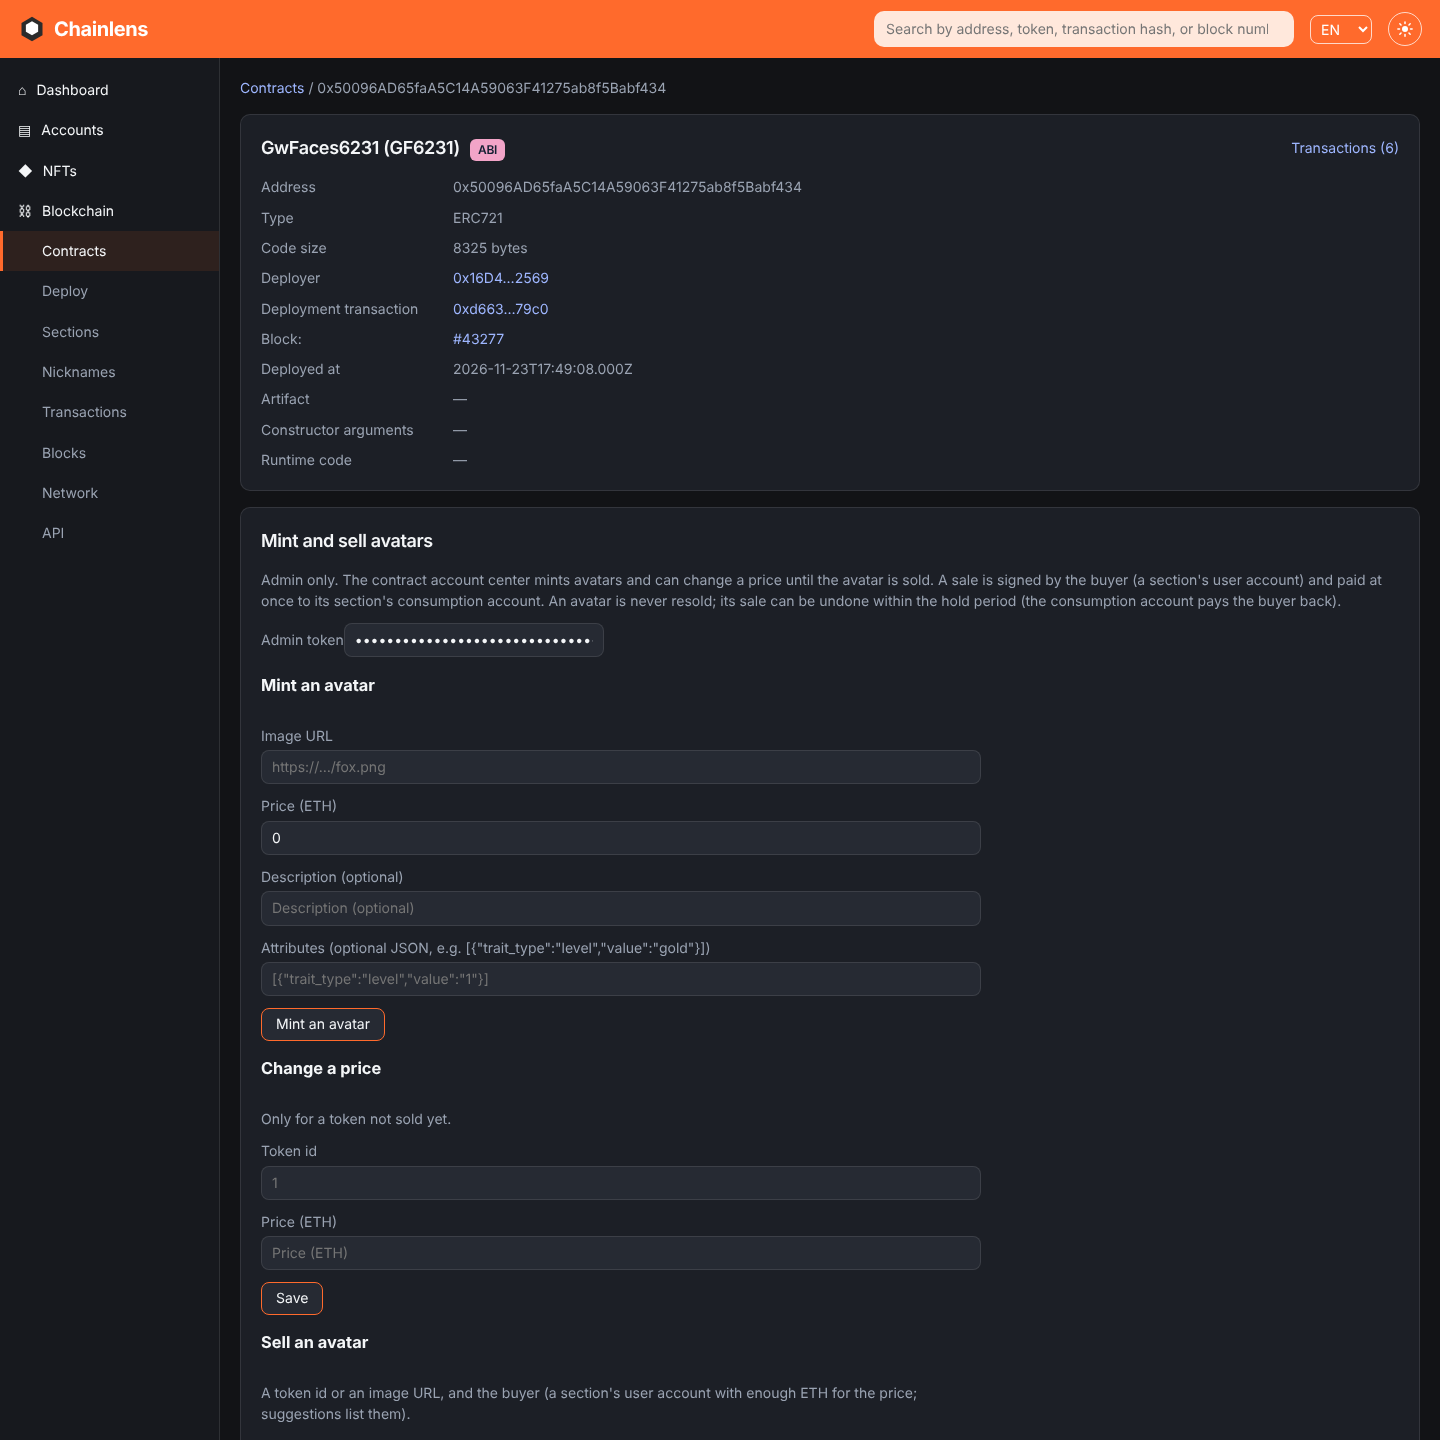 Chainlens
Search by address, token, transaction hash, or block numl
EN
Dashboard
Accounts
NFTs
Blockchain
Contracts
Deploy
Sections
Nicknames
Transactions
Blocks
Network
API
Contracts / 0x50096AD65faA5C14A59063F41275ab8f5Babf434
GwFaces6231 (GF6231) ABI
Transactions (6)
Address 0x50096AD65faA5C14A59063F41275ab8f5Babf434
Type ERC721
Code size 8325 bytes
Deployer 0x16D4...2569
Deployment transaction 0xd663...79c0
Block: #43277
Deployed at 2026-11-23T17:49:08.000Z
Artifact —
Constructor arguments —
Runtime code —
Mint and sell avatars
Admin only. The contract account center mints avatars and can change a price until the avatar is sold. A sale is signed by the buyer (a section's user account) and paid at
once to its section's consumption account. An avatar is never resold; its sale can be undone within the hold period (the consumption account pays the buyer back).
Admin token
Mint an avatar
Image URL
https://.../fox.png
Price (ETH)
0
Description (optional)
Description (optional)
Attributes (optional JSON, e.g. [{"trait_type":"level","value":"gold"}])
[{"trait_type":"level","value":"1"}]
Mint an avatar
Change a price
Only for a token not sold yet.
Token id
1
Price (ETH)
Price (ETH)
Save
Sell an avatar
A token id or an image URL, and the buyer (a section's user account with enough ETH for the price;
suggestions list them).